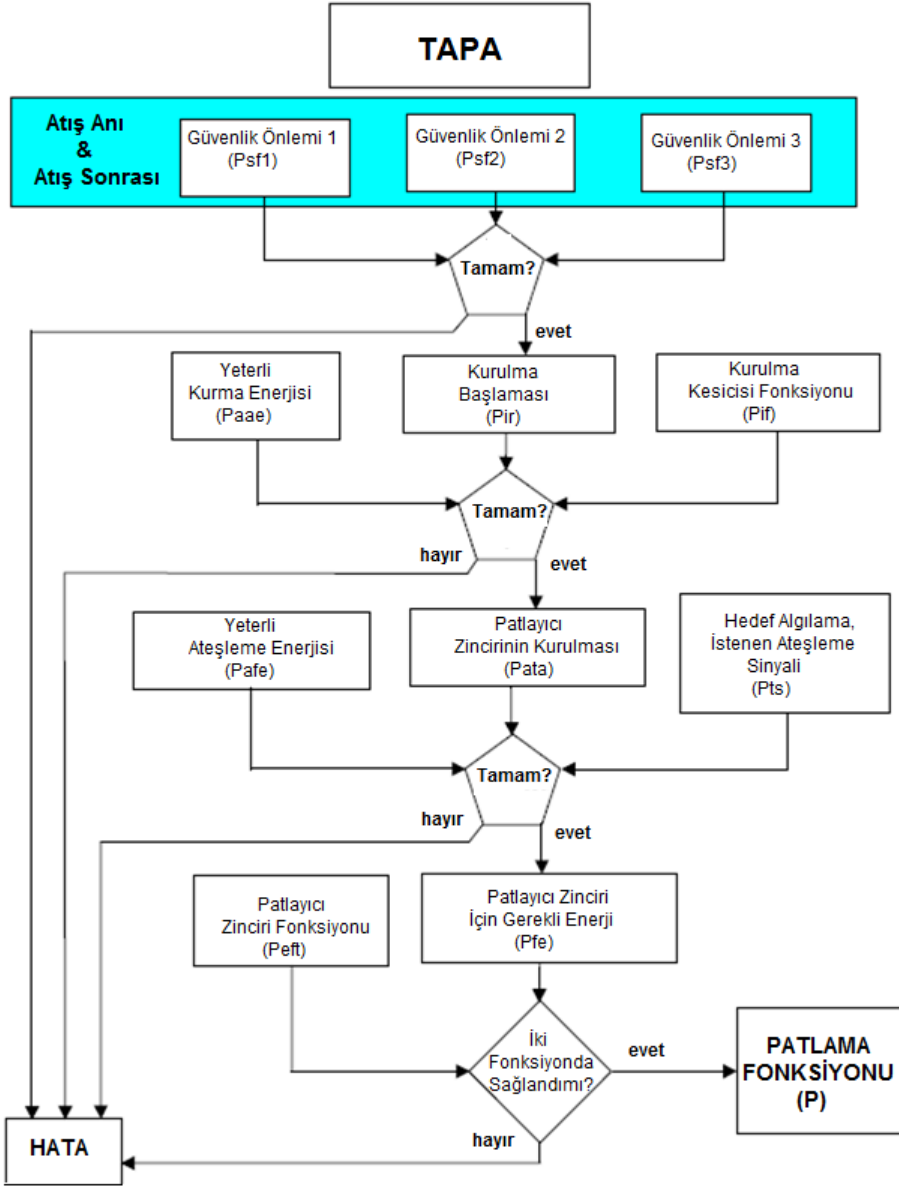 TAPA
Atış Anı
&
Atış Sonrası
Güvenlik Önlemi 1
(Psf1)
Güvenlik Önlemi 2
(Psf2)
Güvenlik Önlemi 3
(Psf3)
Tamam?
evet
Yeterli
Kurma Enerjisi
(Paae)
Kurulma
Başlaması
(Pir)
Kurulma
Kesicisi Fonksiyonu
(Pif)
Tamam?
hayır
evet
Yeterli
Ateşleme Enerjisi
(Pafe)
Patlayıcı
Zincirinin Kurulması
(Pata)
Hedef Algılama,
İstenen Ateşleme
Sinyali
(Pts)
Tamam?
hayır
evet
Patlayıcı
Zinciri Fonksiyonu
(Peft)
Patlayıcı Zinciri
İçin Gerekli Enerji
(Pfe)
İki
Fonksiyonda
Sağlandımı?
evet
PATLAMA
FONKSİYONU
(P)
hayır
HATA